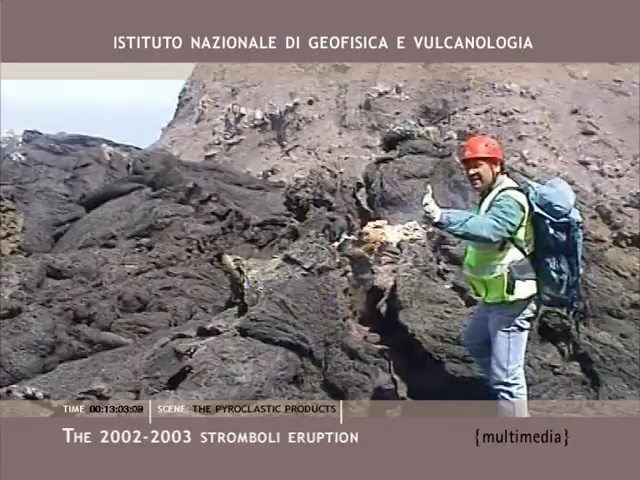 ISTITUTO NAZIONALE DI GEOFISICA E VULCANOLOGIA
TIME 00:13:03:09 SCENE THE PYROCLASTIC PRODUCTS
THE 2002-2003 STROMBOLI ERUPTION
{multimedia}